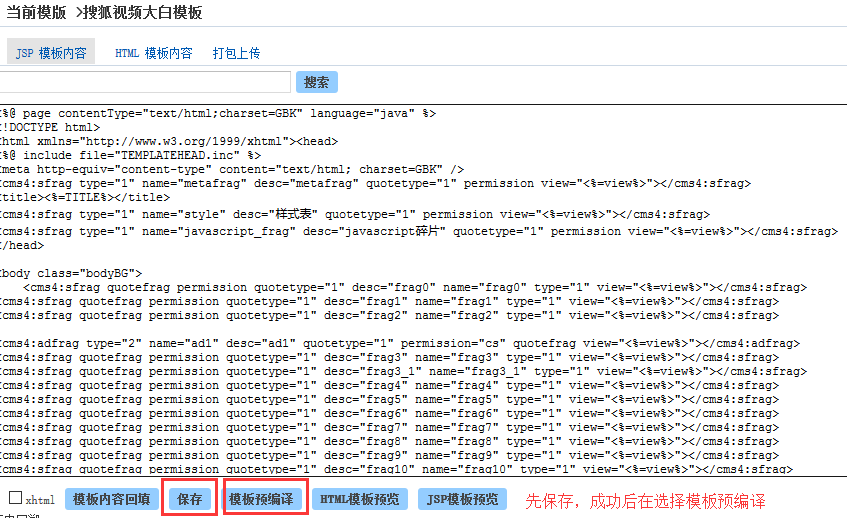 当前模版 >搜狐视频大白模板
JSP 模板内容 HTML 模板内容 打包上传
搜索
%@ page contentType="text/html;charset=GBK" language="java" %>
!DOCTYPE html>
html xmlns="http://www.w3.org/1999/xhtml"><head>
%@ include file="TEMPLATEHEAD.inc" %>
meta http-equiv="content-type" content="text/html; charset=GBK" />
cms4:sfrag type="1" name="metafrag" desc="metafrag" quotetype="1" permission view="<%=view%>"></cms4:sfrag>
title><%=TITLE%></title>
cms4:sfrag type="1" name="style" desc="样式表" quotetype="1" permission view="<%=view%>"></cms4:sfrag>
cms4:sfrag type="1" name="javascript_frag" desc="javascript碎片" quotetype="1" permission view="<%=view%>"></cms4:sfrag>
/head>
body class="bodyBG">
<cms4:sfrag quotefrag permission quotetype="1" desc="frag0" name="frag0" type="1" view="<%=view%>"></cms4:sfrag>
cms4:sfrag quotefrag permission quotetype="1" desc="frag1" name="frag1" type="1" view="<%=view%>"></cms4:sfrag>
cms4:sfrag quotefrag permission quotetype="1" desc="frag2" name="frag2" type="1" view="<%=view%>"></cms4:sfrag>
cms4:adfrag type="2" name="ad1" desc="ad1" quotetype="1" permission="cs" quotefrag view="<%=view%>"></cms4:adfrag>
cms4:sfrag quotefrag permission quotetype="1" desc="frag3" name="frag3" type="1" view="<%=view%>"></cms4:sfrag>
cms4:sfrag quotefrag permission quotetype="1" desc="frag3_1" name="frag3_1" type="1" view="<%=view%>"></cms4:sfrag>
cms4:sfrag quotefrag permission quotetype="1" desc="frag4" name="frag4" type="1" view="<%=view%>"></cms4:sfrag>
cms4:sfrag quotefrag permission quotetype="1" desc="frag5" name="frag5" type="1" view="<%=view%>"></cms4:sfrag>
cms4:sfrag quotefrag permission quotetype="1" desc="frag6" name="frag6" type="1" view="<%=view%>"></cms4:sfrag>
cms4:sfrag quotefrag permission quotetype="1" desc="frag7" name="frag7" type="1" view="<%=view%>"></cms4:sfrag>
cms4:sfrag quotefrag permission quotetype="1" desc="frag8" name="frag8" type="1" view="<%=view%>"></cms4:sfrag>
cms4:sfrag quotefrag permission quotetype="1" desc="frag9" name="frag9" type="1" view="<%=view%>"></cms4:sfrag>
cms4:sfrag quotefrag permission quotetype="1" desc="frag10" name="frag10" type="1" view="<%=view%>"></cms4:sfrag>
xhtml 模板内容回填 保存 模板预编译 HTML模板预览 JSP模板预览 先保存，成功后在选择模板预编译